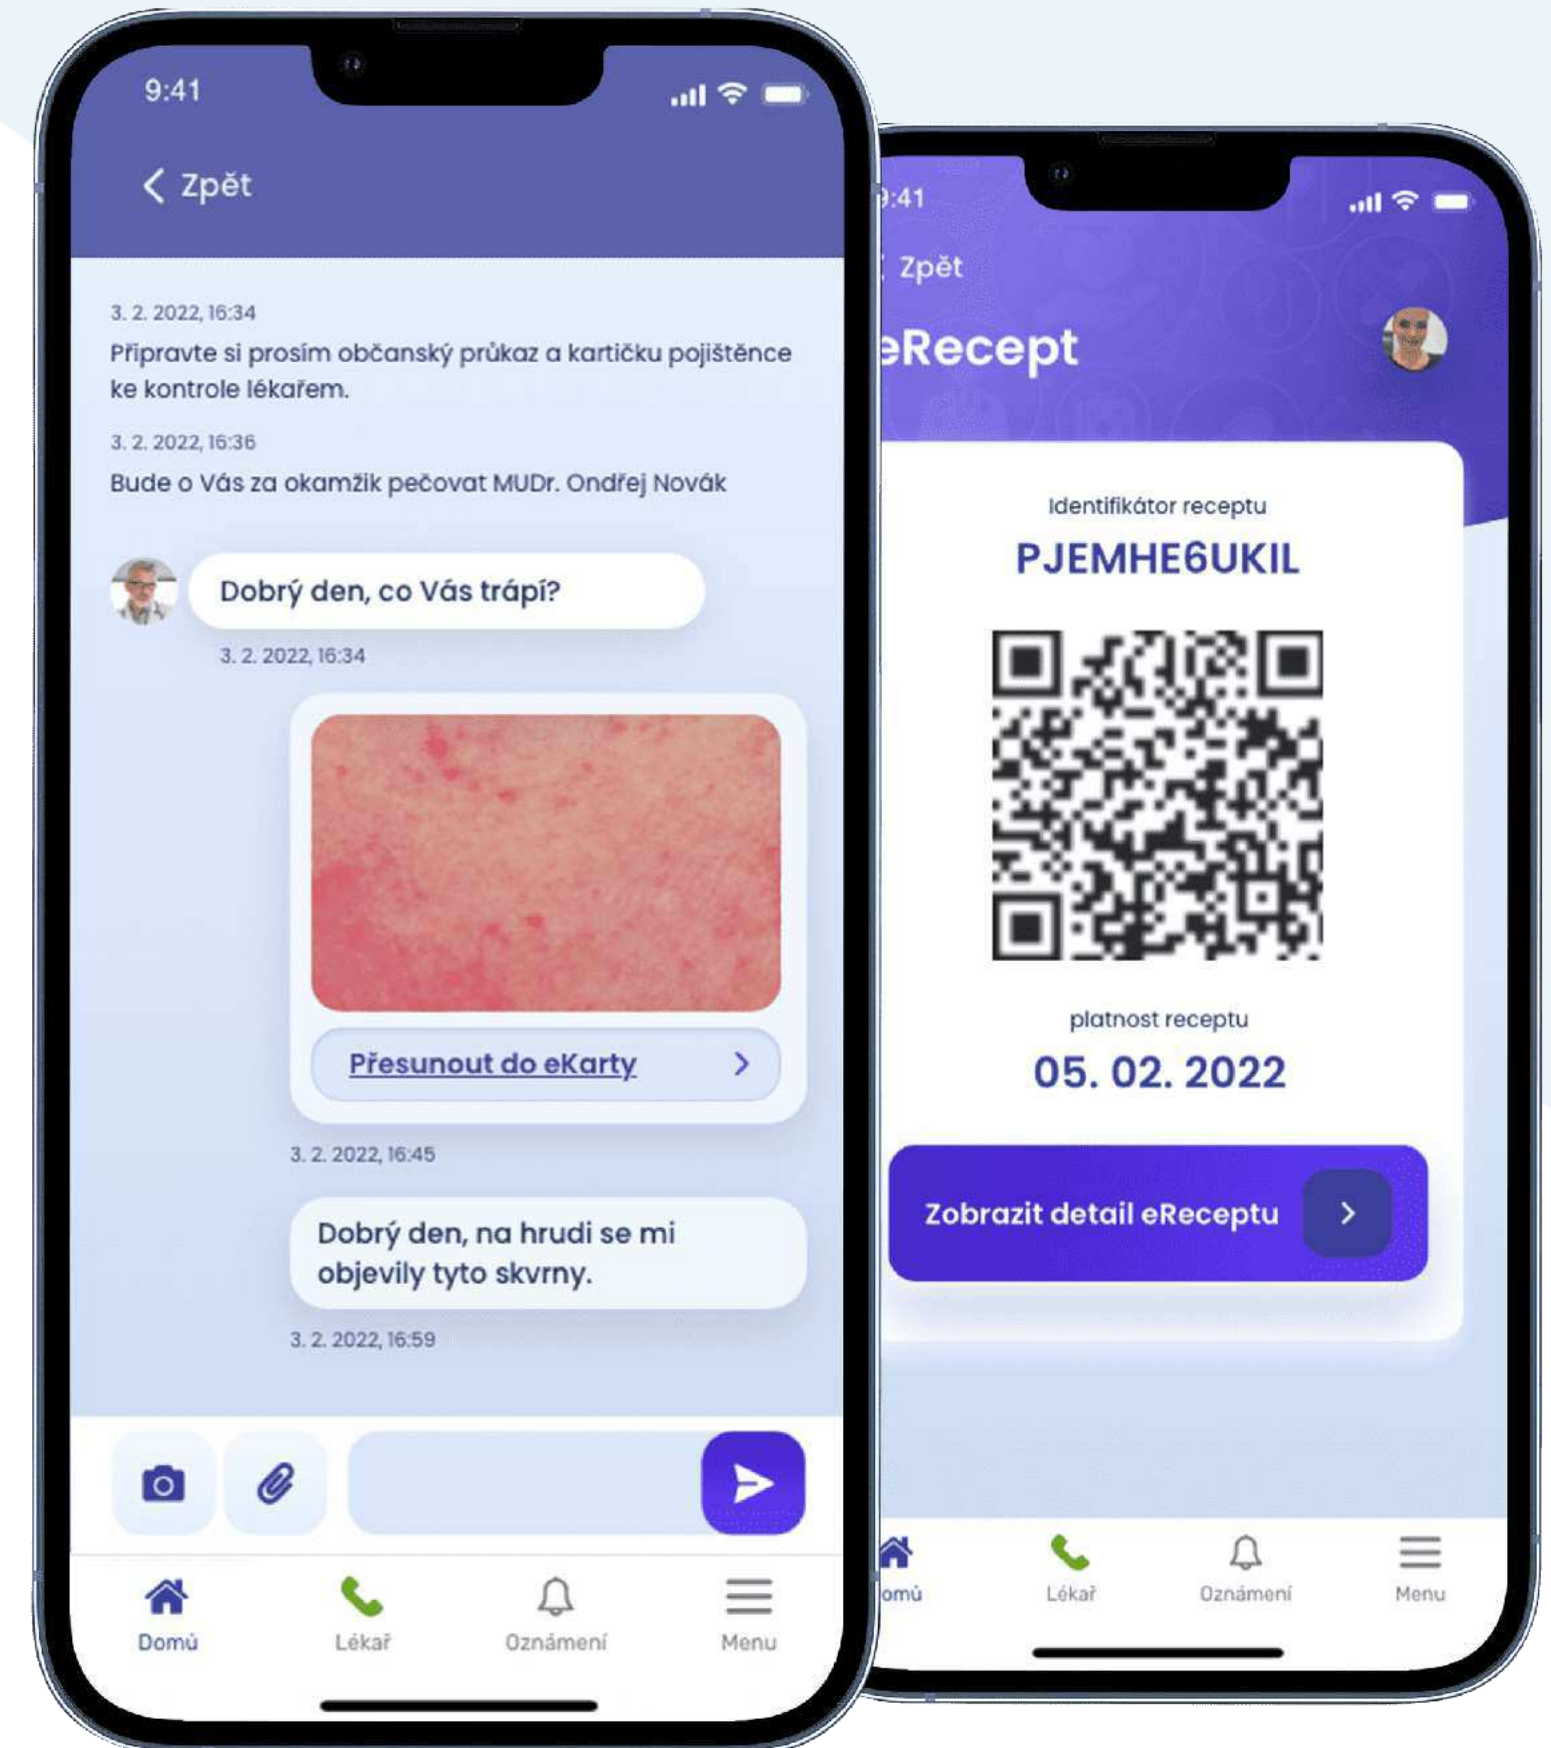 9:41
Zpět
3. 2. 2022, 16:34
Připravte si prosím občanský průkaz a kartičku pojištěnce
ke kontrole lékařem.
3. 2. 2022, 16:36
Bude o Vás za okamžik pečovat MUDr. Ondřej Novák
Dobrý den, co Vás trápí?
3. 2. 2022, 16:34
Přesunout do eKarty
3. 2. 2022, 16:45
Dobrý den, na hrudi se mi
objevily tyto skvrny.
3. 2. 2022, 16:59
Domů Lékař Oznámení Menu
9:41
Zpět
eRecept
Identifikátor receptu
PJEMHE6UKIL
platnost receptu
05. 02. 2022
Zobrazit detail eReceptu
omů Lékař Oznámení Menu